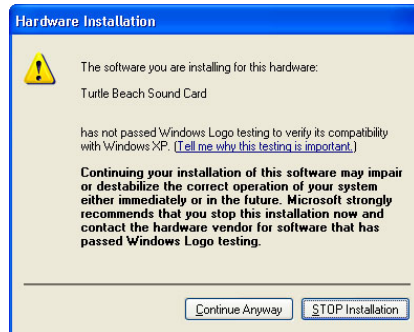 Hardware Installation
The software you are installing for this hardware:
Turtle Beach Sound Card
has not passed Windows Logo testing to verify its compatibility
with Windows XP. (Tell me why this testing is important.)
Continuing your installation of this software may impair
or destabilize the correct operation of your system
either immediately or in the future. Microsoft strongly
recommends that you stop this installation now and
contact the hardware vendor for software that has
passed Windows Logo testing.
Continue Anyway
STOP Installation